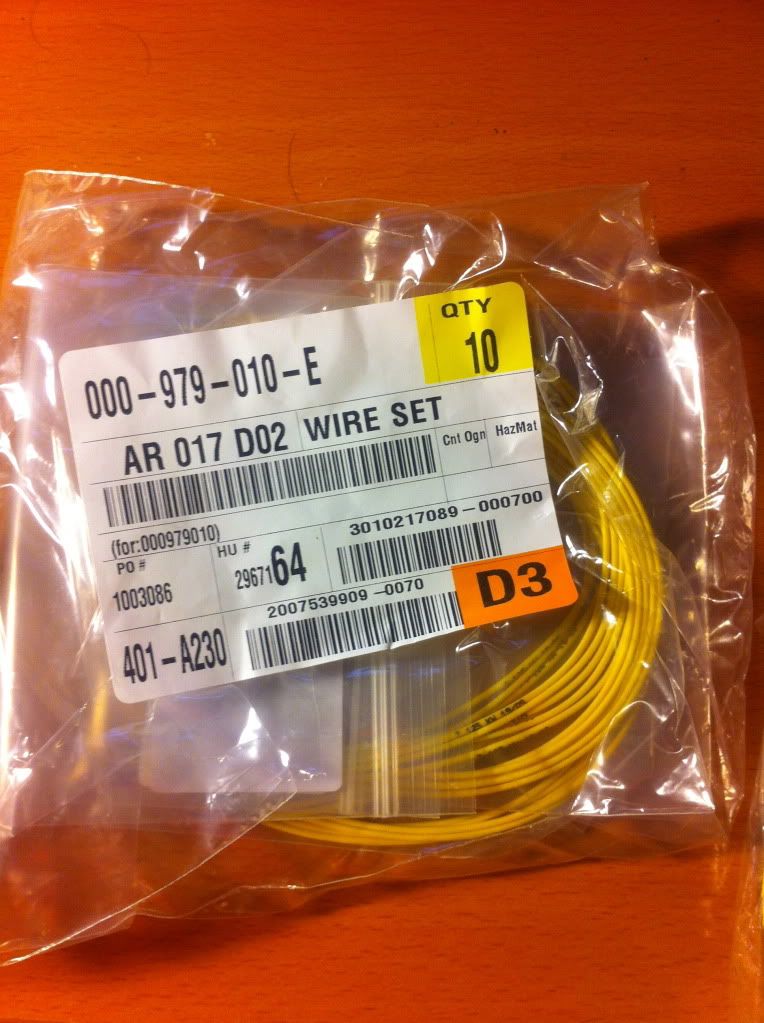 QTY
10
000-979-010-E
AR 017 D02 WIRE SET
Cnt Ogn
HazMat
(for:000979010)
PO #
1003086
HU #
2967164
3010217089-000700
2007539909-0070
D3
401-A230